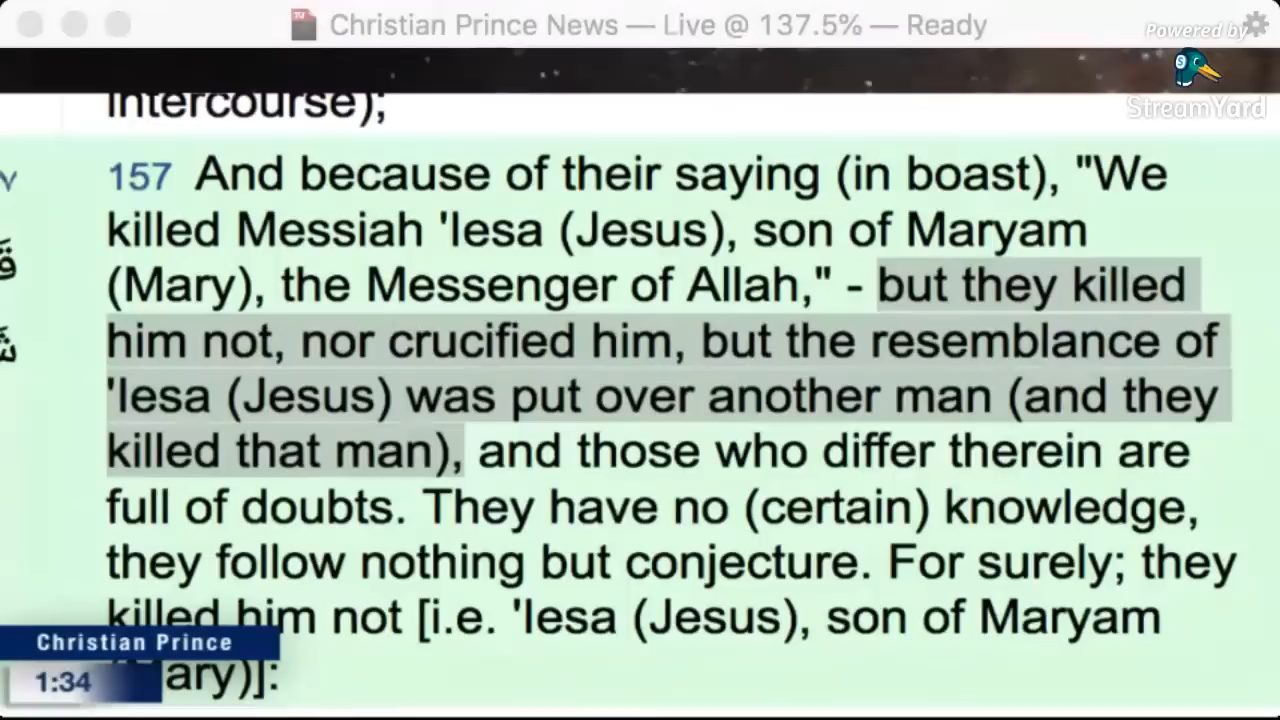 Christian Prince News — Live @ 137.5% — Ready
Powered by
StreamYard
intercourse);
157 And because of their saying (in boast), "We
killed Messiah 'Iesa (Jesus), son of Maryam
(Mary), the Messenger of Allah," - but they killed
him not, nor crucified him, but the resemblance of
'Iesa (Jesus) was put over another man (and they
killed that man), and those who differ therein are
full of doubts. They have no (certain) knowledge,
they follow nothing but conjecture. For surely; they
killed him not [i.e. 'Iesa (Jesus), son of Maryam
ary)]:
Christian Prince
1:34